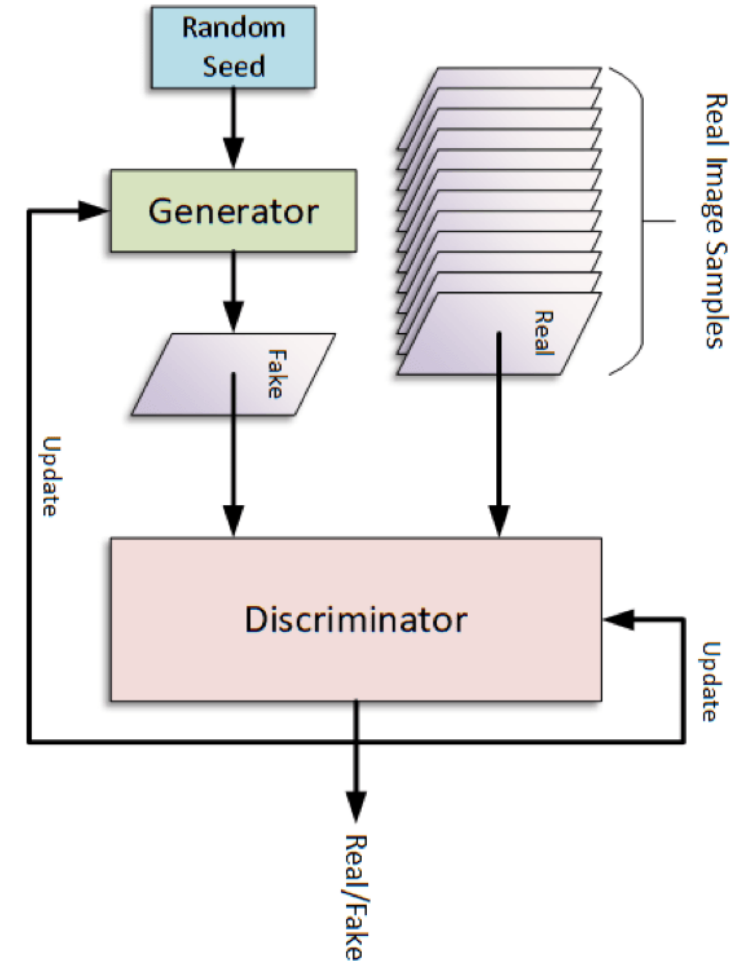 Random
Seed
Generator
Real Image Samples
Real
Fake
Update
Discriminator
Update
Real/Fake